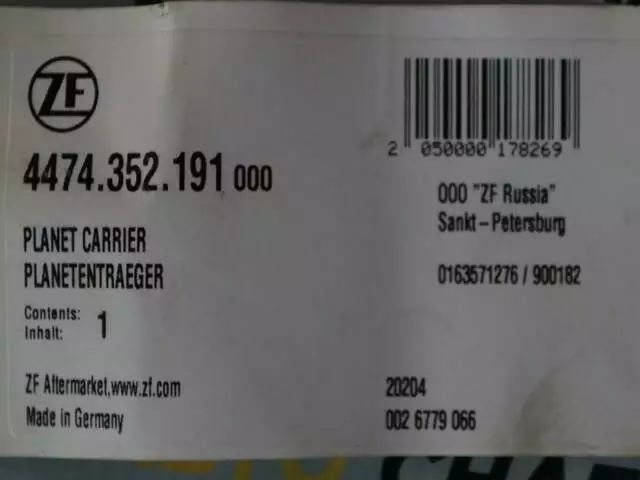 ZF
4474.352.191 000
PLANET CARRIER
PLANETENTRAEGER
Contents:
Inhalt: 1
ZF Aftermarket,www.zf.com
Made in Germany
2 050000 178269
000 "ZF Russia"
Sankt-Petersburg
0163571276 / 900182
20204
002 6779 066